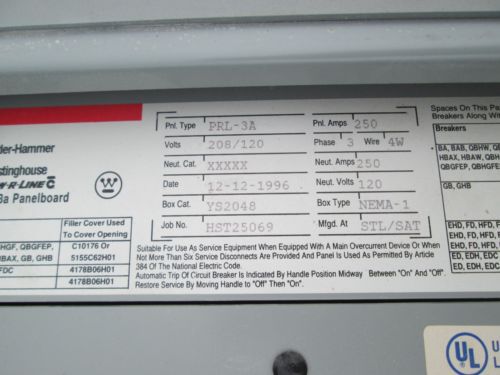 der-Hammer
stinghouse
W-R-LINE C
3a Panelboard
Filler Cover Used
To Cover Opening
HGF, QBGFEP, C10176 Or
BAX, GB, GHB 5155C62H01
FDC 4178B06H01
4178B06H01
Pnl. Type PRL-3A Pnl. Amps 250
Volts 208/120 Phase 3 Wire 4W
Neut. Cat. XXXXX Neut. Amps 250
Date 12-12-1996 Neut. Volts 120
Box Cat. YS2048 Box Type NEMA-1
Job No. HST25069 Mfgd. At STL/SAT
Suitable For Use As Service Equipment When Equipped With A Main Overcurrent Device Or When
Not More Than Six Service Disconnects Are Provided And Panel Is Used As Permitted By Article
384 Of The National Electric Code.
Automatic Trip Of Circuit Breaker Is Indicated By Handle Position Midway Between "On" And "Off".
Restore Service By Moving Handle to "Off" Then "On".
Spaces On This Pa
Breakers Along Wi
Breakers
BA, BAB, QBHW, Q
HBAX, HBAW, QBH
QBGFEP, QBHGFE
GB, GHB
EHD, FD, HFD, F
EHD, FD, HFD,
EHD, FD, HFD,
ED, EDH, EDC
ED, EDH, EDC
UL